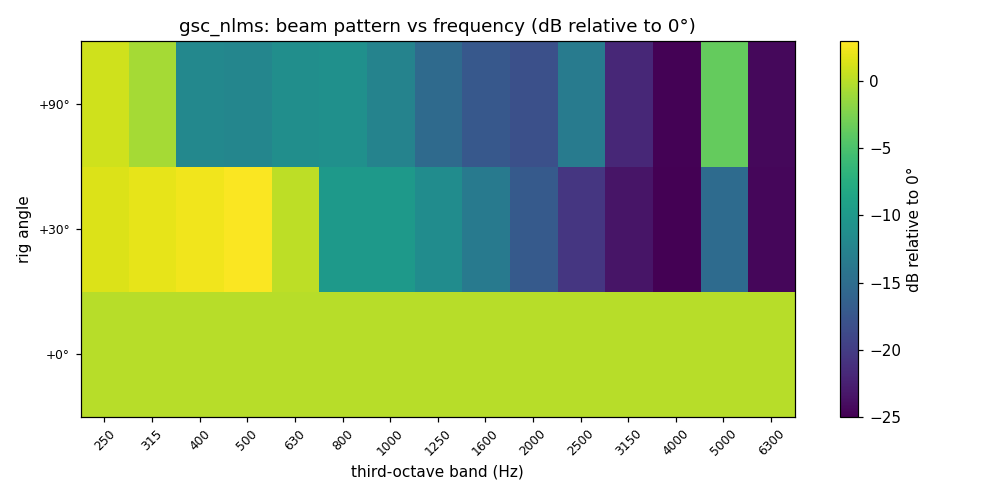 gsc_nlms: beam pattern vs frequency (dB relative to 0°)
+90°
+30°
+0°
rig angle
250 315 400 500 630 800 1000 1250 1600 2000 2500 3150 4000 5000 6300
third-octave band (Hz)
0
−5
−10
−15
−20
−25
dB relative to 0°